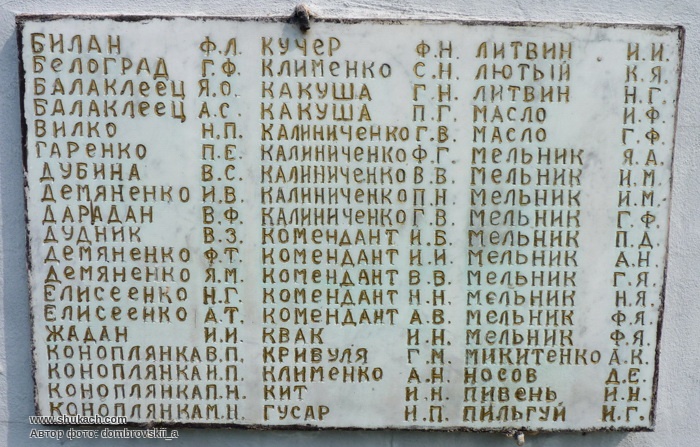 БИЛАН Ф.Л. КУЧЕР Ф.Н. ЛИТВИН И.И.
БЕЛОГРАД Г.Ф. КЛИМЕНКО С.Н. ЛЮТЫЙ К.Я.
БАЛАКЛЕЕЦ Я.О. КАКУША Г.Н. ЛИТВИН Н.Г.
БАЛАКЛЕЕЦ А.С. КАКУША П.Г. МАСЛО И.Ф.
ВИЛКО Н.П. КАЛИНИЧЕНКО Г.В. МАСЛО Г.Ф.
ГАРЕНКО П.Е. КАЛИНИЧЕНКО Ф.Г. МЕЛЬНИК Я.А.
ДУБИНА В.С. КАЛИНИЧЕНКО В.В. МЕЛЬНИК И.М.
ДЕМЯНЕНКО И.В. КАЛИНИЧЕНКО П.Н. МЕЛЬНИК И.М.
ДАРАДАН В.Ф. КАЛИНИЧЕНКО Г.В. МЕЛЬНИК Г.Ф.
ДУДНИК В.З. КОМЕНДАНТ И.Б. МЕЛЬНИК П.Д.
ДЕМЯНЕНКО Ф.Т. КОМЕНДАНТ И.И. МЕЛЬНИК А.Н.
ДЕМЯНЕНКО Я.М. КОМЕНДАНТ В.В. МЕЛЬНИК Г.Я.
ЕЛИСЕЕНКО Н.Г. КОМЕНДАНТ Н.Н. МЕЛЬНИК Н.Я.
ЕЛИСЕЕНКО А.Т. КОМЕНДАНТ А.В. МЕЛЬНИК Ф.Я.
ЖАДАН И.И. КВАК И.Н. МЕЛЬНИК Ф.Я.
КОНОПЛЯНКА В.П. КРИВУЛЯ Г.М. МИКИТЕНКО А.К.
КОНОПЛЯНКА И.П. КЛИМЕНКО А.Н. НОСОВ Д.Е.
КОНОПЛЯНКА П.Н. КИТ И.Н. ПИВЕНЬ И.Н.
КОНОПЛЯНКА М.Н. ГУСАР И.П. ПИЛЬГУЙ И.Г.
www.shukach.com
Автор фото: dombrovskii_a